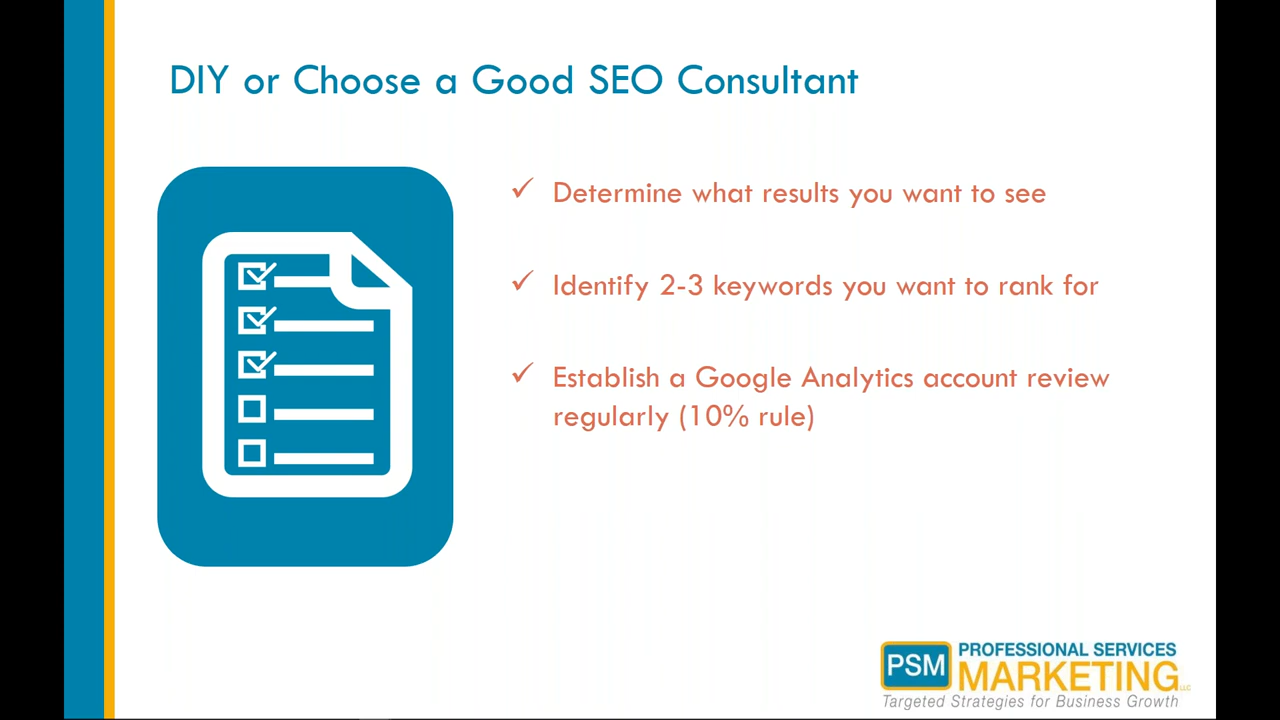 DIY or Choose a Good SEO Consultant
✓ Determine what results you want to see
✓ Identify 2-3 keywords you want to rank for
✓ Establish a Google Analytics account review
regularly (10% rule)
PSM
PROFESSIONAL SERVICES
MARKETING LLC
Targeted Strategies for Business Growth